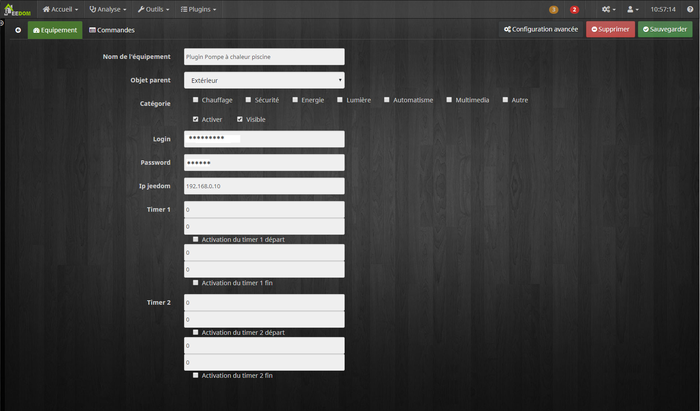 JEEDOM Accueil Analyse Outils Plugins 3 2 10:57:14
Equipement Commandes Configuration avancée Supprimer Sauvegarder
Nom de l'équipement Plugin Pompe à chaleur piscine
Objet parent Extérieur
Catégorie Chauffage Sécurité Energie Lumière Automatisme Multimedia Autre
Activer Visible
Login •••••••••
Password ••••••
Ip jeedom 192.168.0.10
Timer 1 0
0
Activation du timer 1 départ
0
0
Activation du timer 1 fin
Timer 2 0
0
Activation du timer 2 départ
0
0
Activation du timer 2 fin